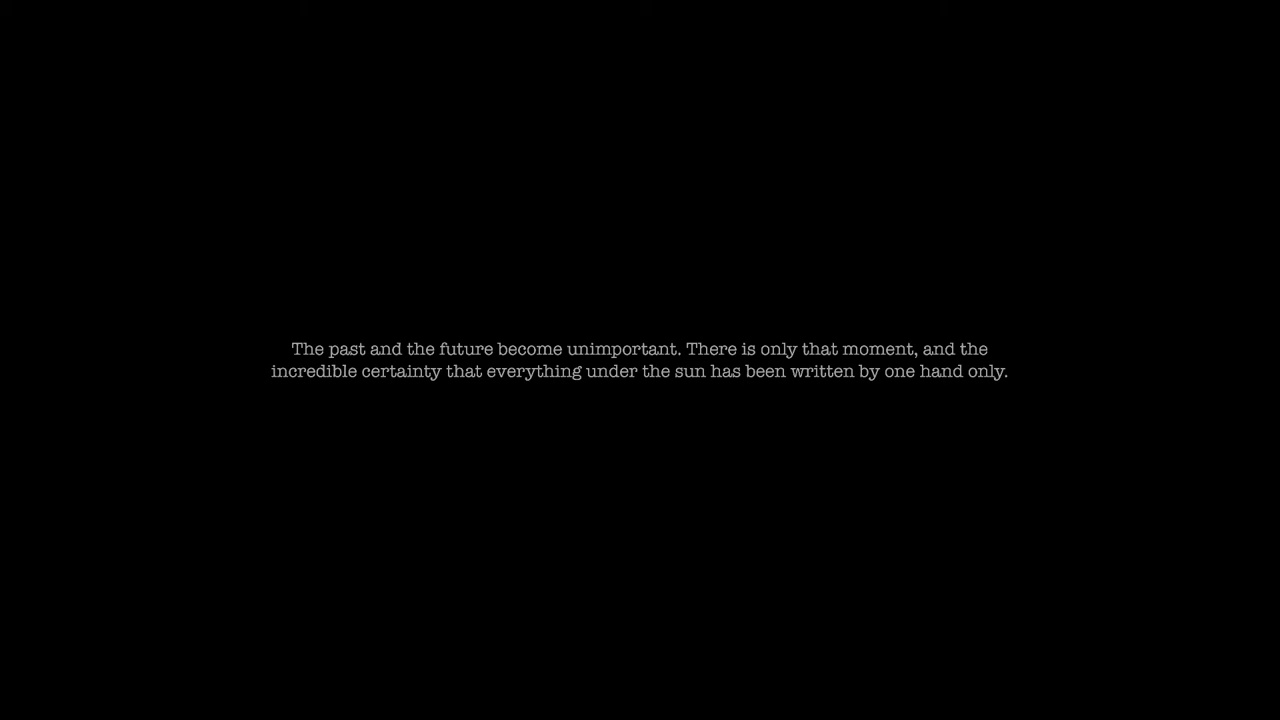 The past and the future become unimportant. There is only that moment, and the
incredible certainty that everything under the sun has been written by one hand only.